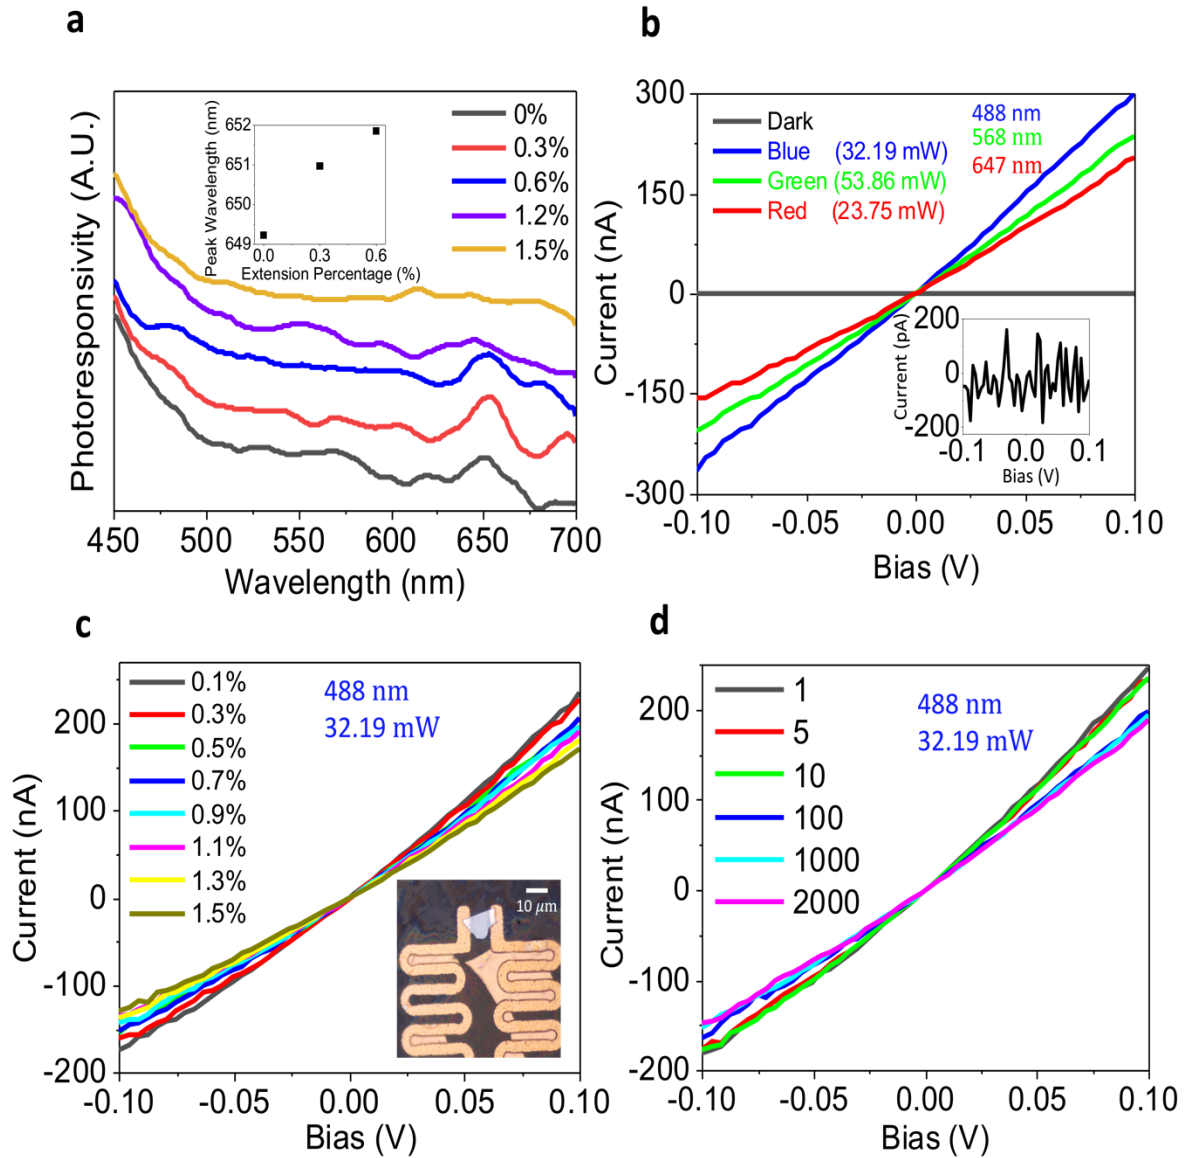 a
Photoresponsivity (A.U.)
Wavelength (nm)
450 500 550 600 650 700
0%
0.3%
0.6%
1.2%
1.5%
Peak Wavelength (nm)
652
651
650
649
0.0 0.3 0.6
Extension Percentage (%)
b
Current (nA)
300
150
0
-150
-300
-0.10 -0.05 0.00 0.05 0.10
Bias (V)
Dark
Blue (32.19 mW)
Green (53.86 mW)
Red (23.75 mW)
488 nm
568 nm
647 nm
Current (pA)
200
0
-200
-0.1 0.0 0.1
Bias (V)
c
Current (nA)
200
100
0
-100
-200
-0.10 -0.05 0.00 0.05 0.10
Bias (V)
0.1%
0.3%
0.5%
0.7%
0.9%
1.1%
1.3%
1.5%
488 nm
32.19 mW
10 μm
d
Current (nA)
200
100
0
-100
-200
-0.10 -0.05 0.00 0.05 0.10
Bias (V)
1
5
10
100
1000
2000
488 nm
32.19 mW